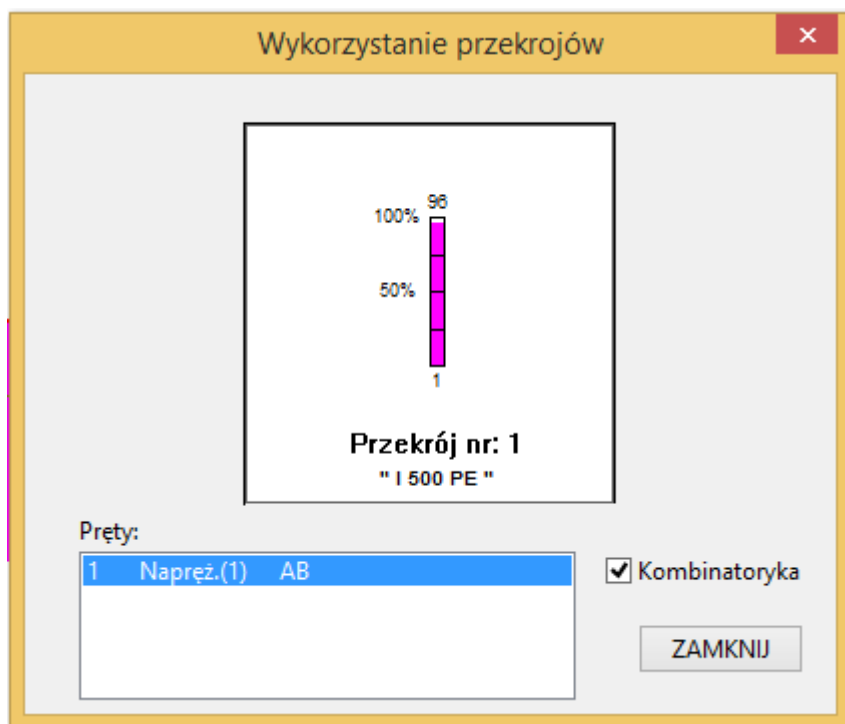 Wykorzystanie przekrojów
96
100%
50%
1
Przekrój nr: 1
" I 500 PE "
Pręty:
1 Napręż.(1) AB
Kombinatoryka
ZAMKNIJ